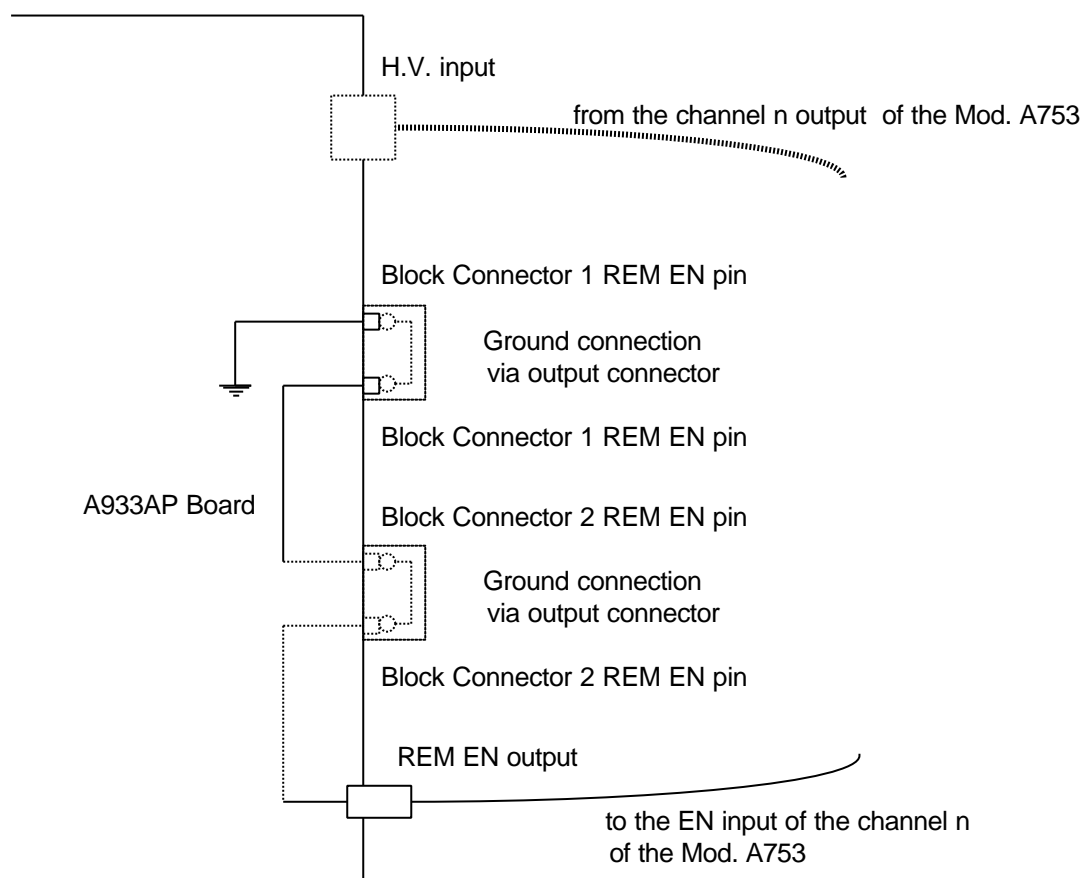 H.V. input
from the channel n output of the Mod. A753
Block Connector 1 REM EN pin
Ground connection
via output connector
Block Connector 1 REM EN pin
A933AP Board
Block Connector 2 REM EN pin
Ground connection
via output connector
Block Connector 2 REM EN pin
REM EN output
to the EN input of the channel n
of the Mod. A753